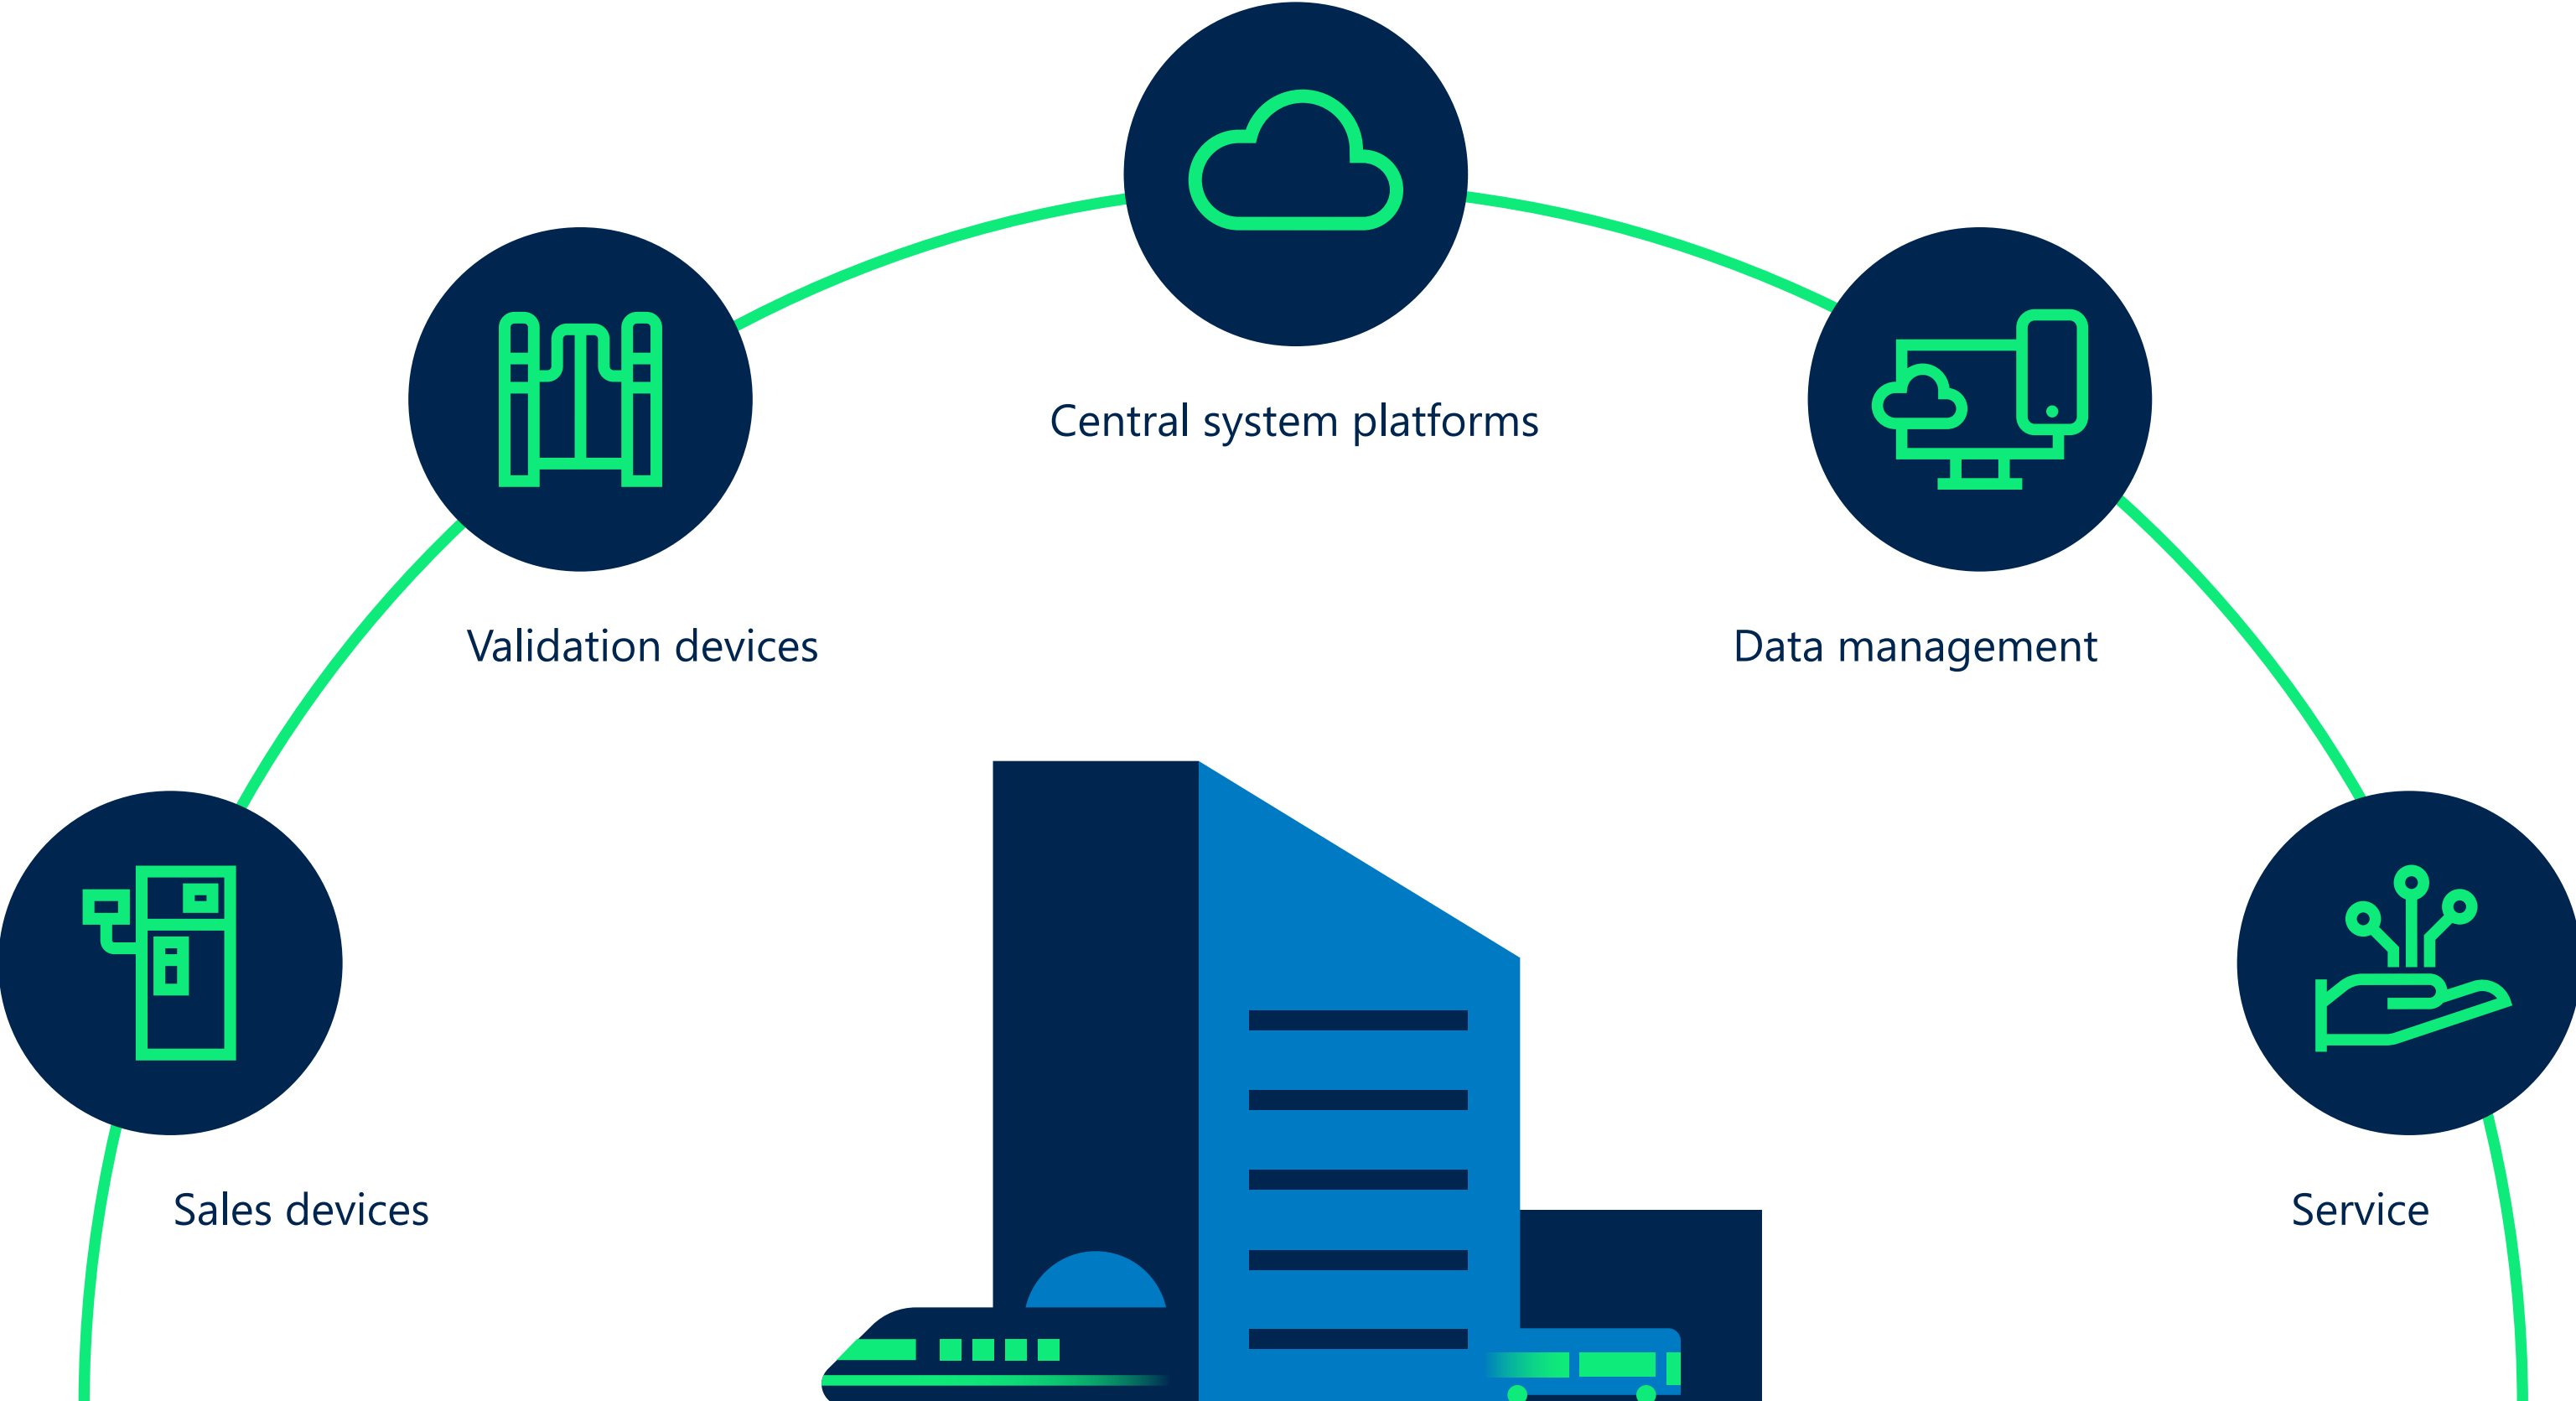 Central system platforms
Validation devices
Data management
Sales devices
Service